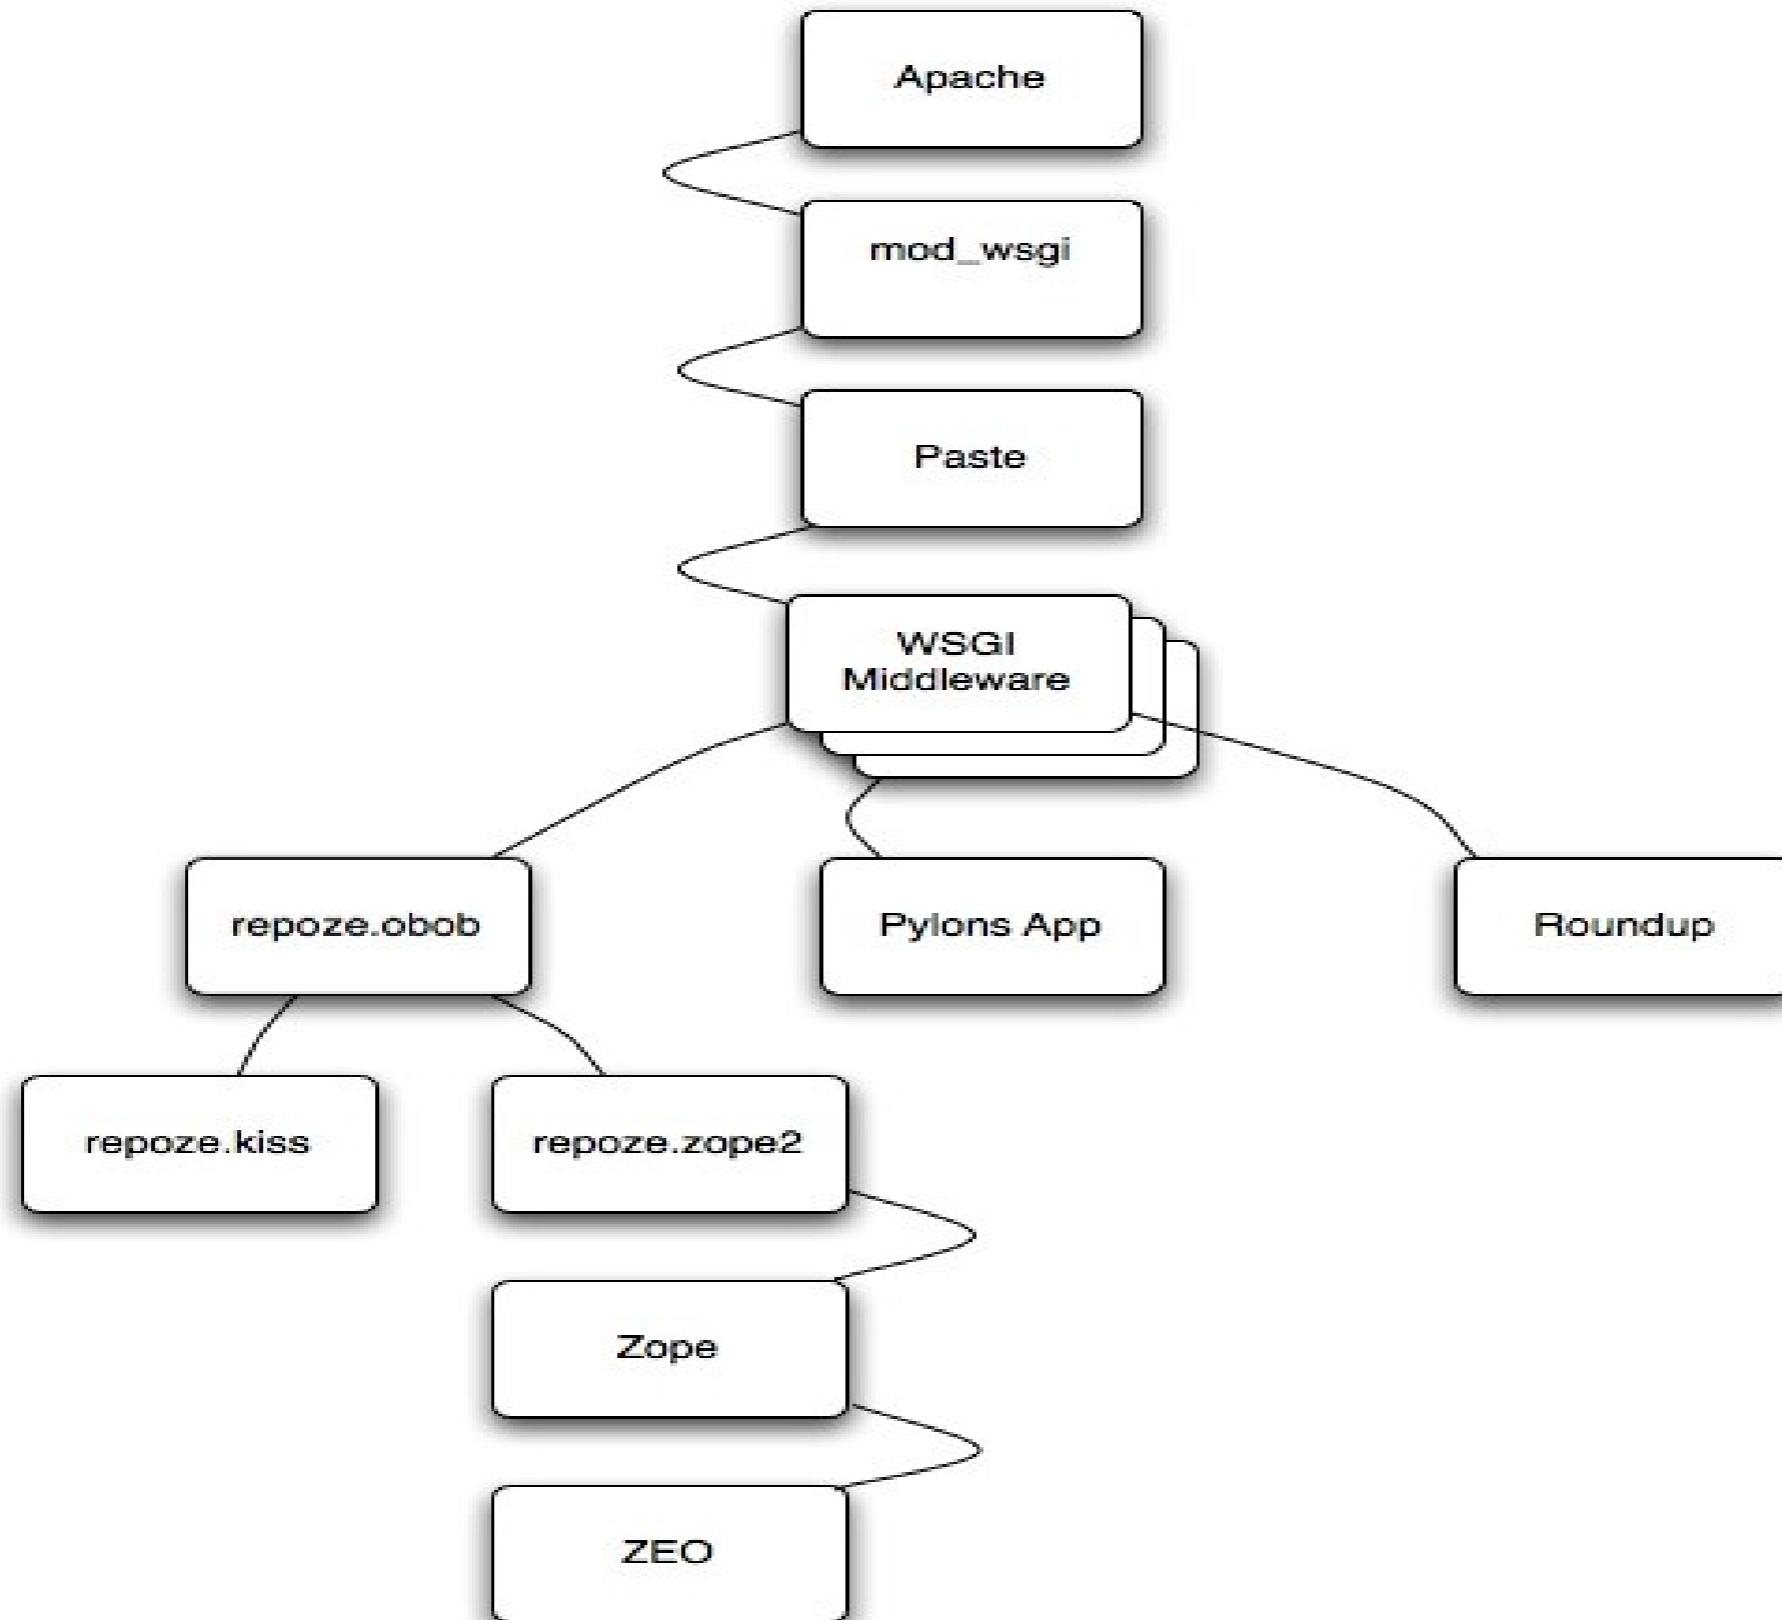 Apache
mod_wsgi
Paste
WSGI
Middleware
repoze.obob
Pylons App
Roundup
repoze.kiss
repoze.zope2
Zope
ZEO